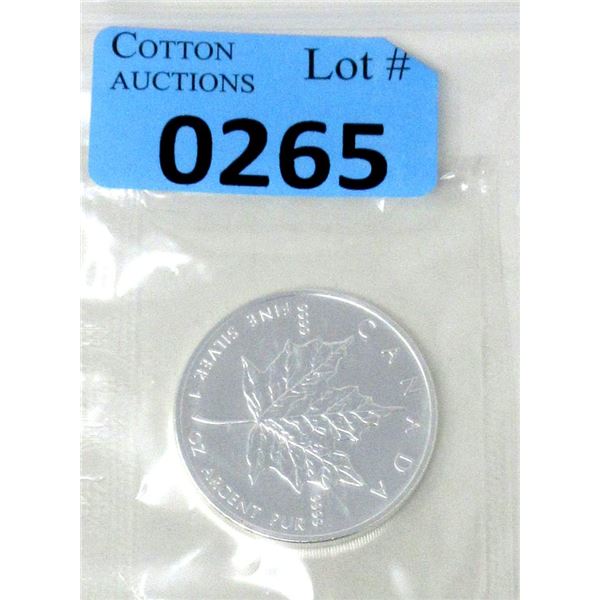 COTTON
AUCTIONS
Lot #
0265
CANADA
9999
FINE SILVER 1 OZ ARGENT PUR
9999